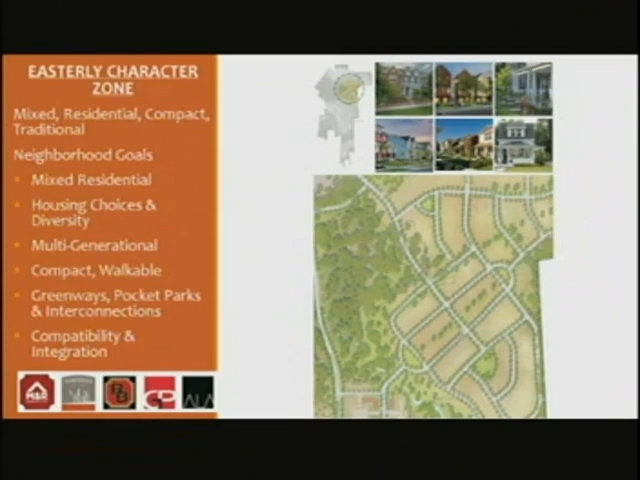 EASTERLY CHARACTER
ZONE
Mixed, Residential, Compact,
Traditional
Neighborhood Goals
• Mixed Residential
• Housing Choices &
Diversity
• Multi-Generational
• Compact, Walkable
• Greenways, Pocket Parks
& Interconnections
• Compatibility &
Integration
M&R
ALA